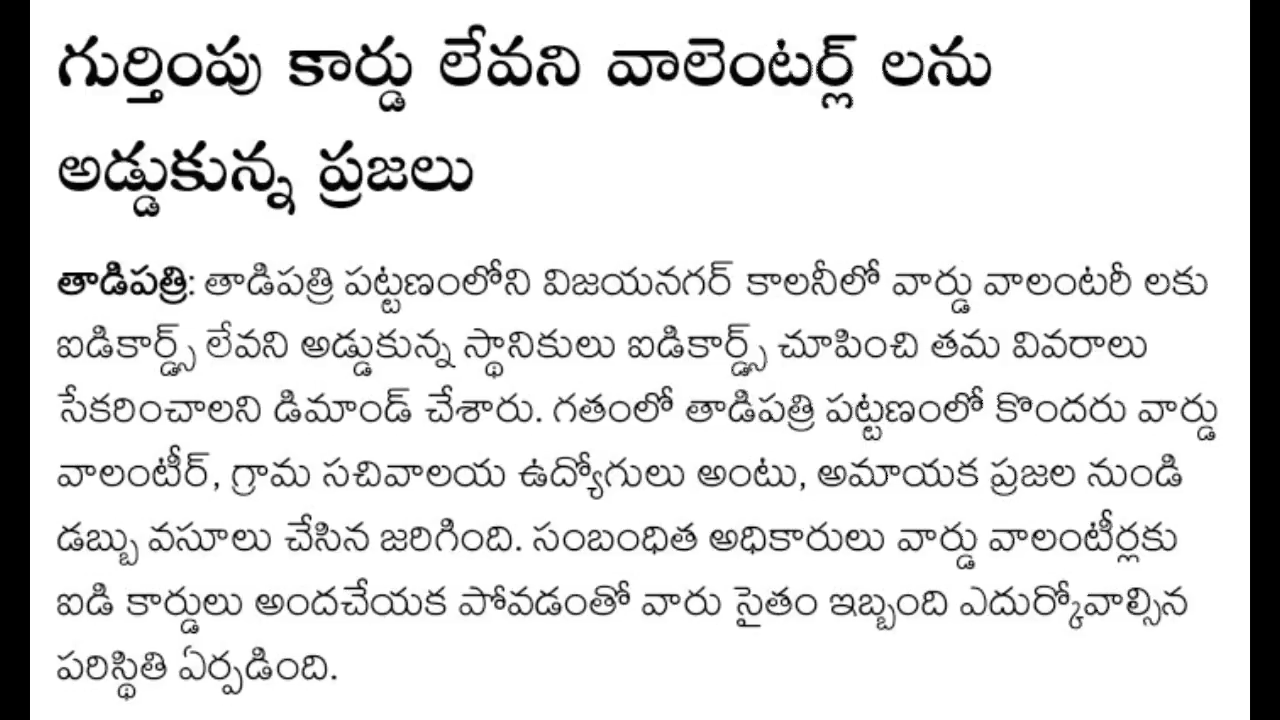 గుర్తింపు కార్డు లేవని వాలెంటర్ల్ లను
అడ్డుకున్న ప్రజలు
తాడిపత్రి: తాడిపత్రి పట్టణంలోని విజయనగర్ కాలనీలో వార్డు వాలంటరీ లకు
ఐడికార్డ్స్ లేవని అడ్డుకున్న స్థానికులు ఐడికార్డ్స్ చూపించి తమ వివరాలు
సేకరించాలని డిమాండ్ చేశారు. గతంలో తాడిపత్రి పట్టణంలో కొందరు వార్డు
వాలంటీర్, గ్రామ సచివాలయ ఉద్యోగులు అంటు, అమాయక ప్రజల నుండి
డబ్బు వసూలు చేసిన జరిగింది. సంబంధిత అధికారులు వార్డు వాలంటీర్లకు
ఐడి కార్డులు అందచేయక పోవడంతో వారు సైతం ఇబ్బంది ఎదుర్కోవాల్సిన
పరిస్థితి ఏర్పడింది.